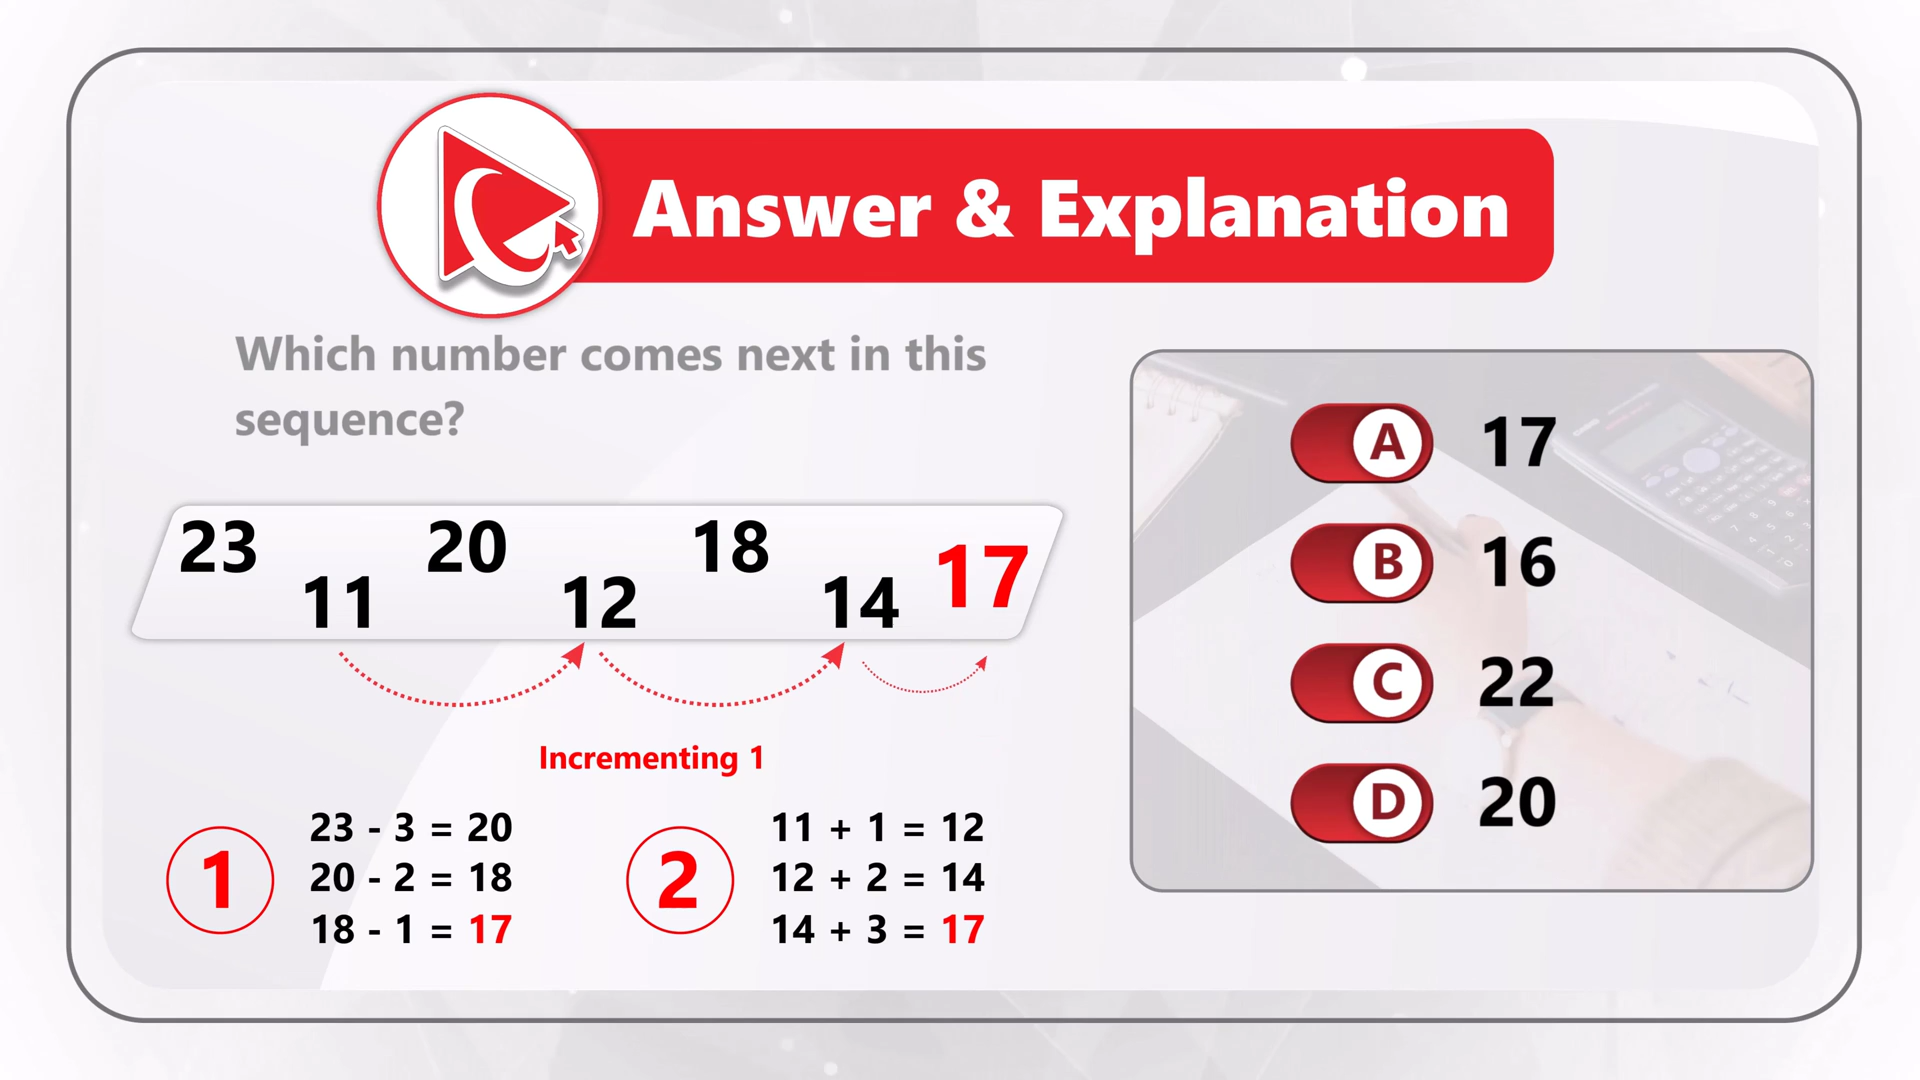 Answer & Explanation
Which number comes next in this
sequence?
23 11 20 12 18 14 17
Incrementing 1
1
23 - 3 = 20
20 - 2 = 18
18 - 1 = 17
2
11 + 1 = 12
12 + 2 = 14
14 + 3 = 17
A 17
B 16
C 22
D 20